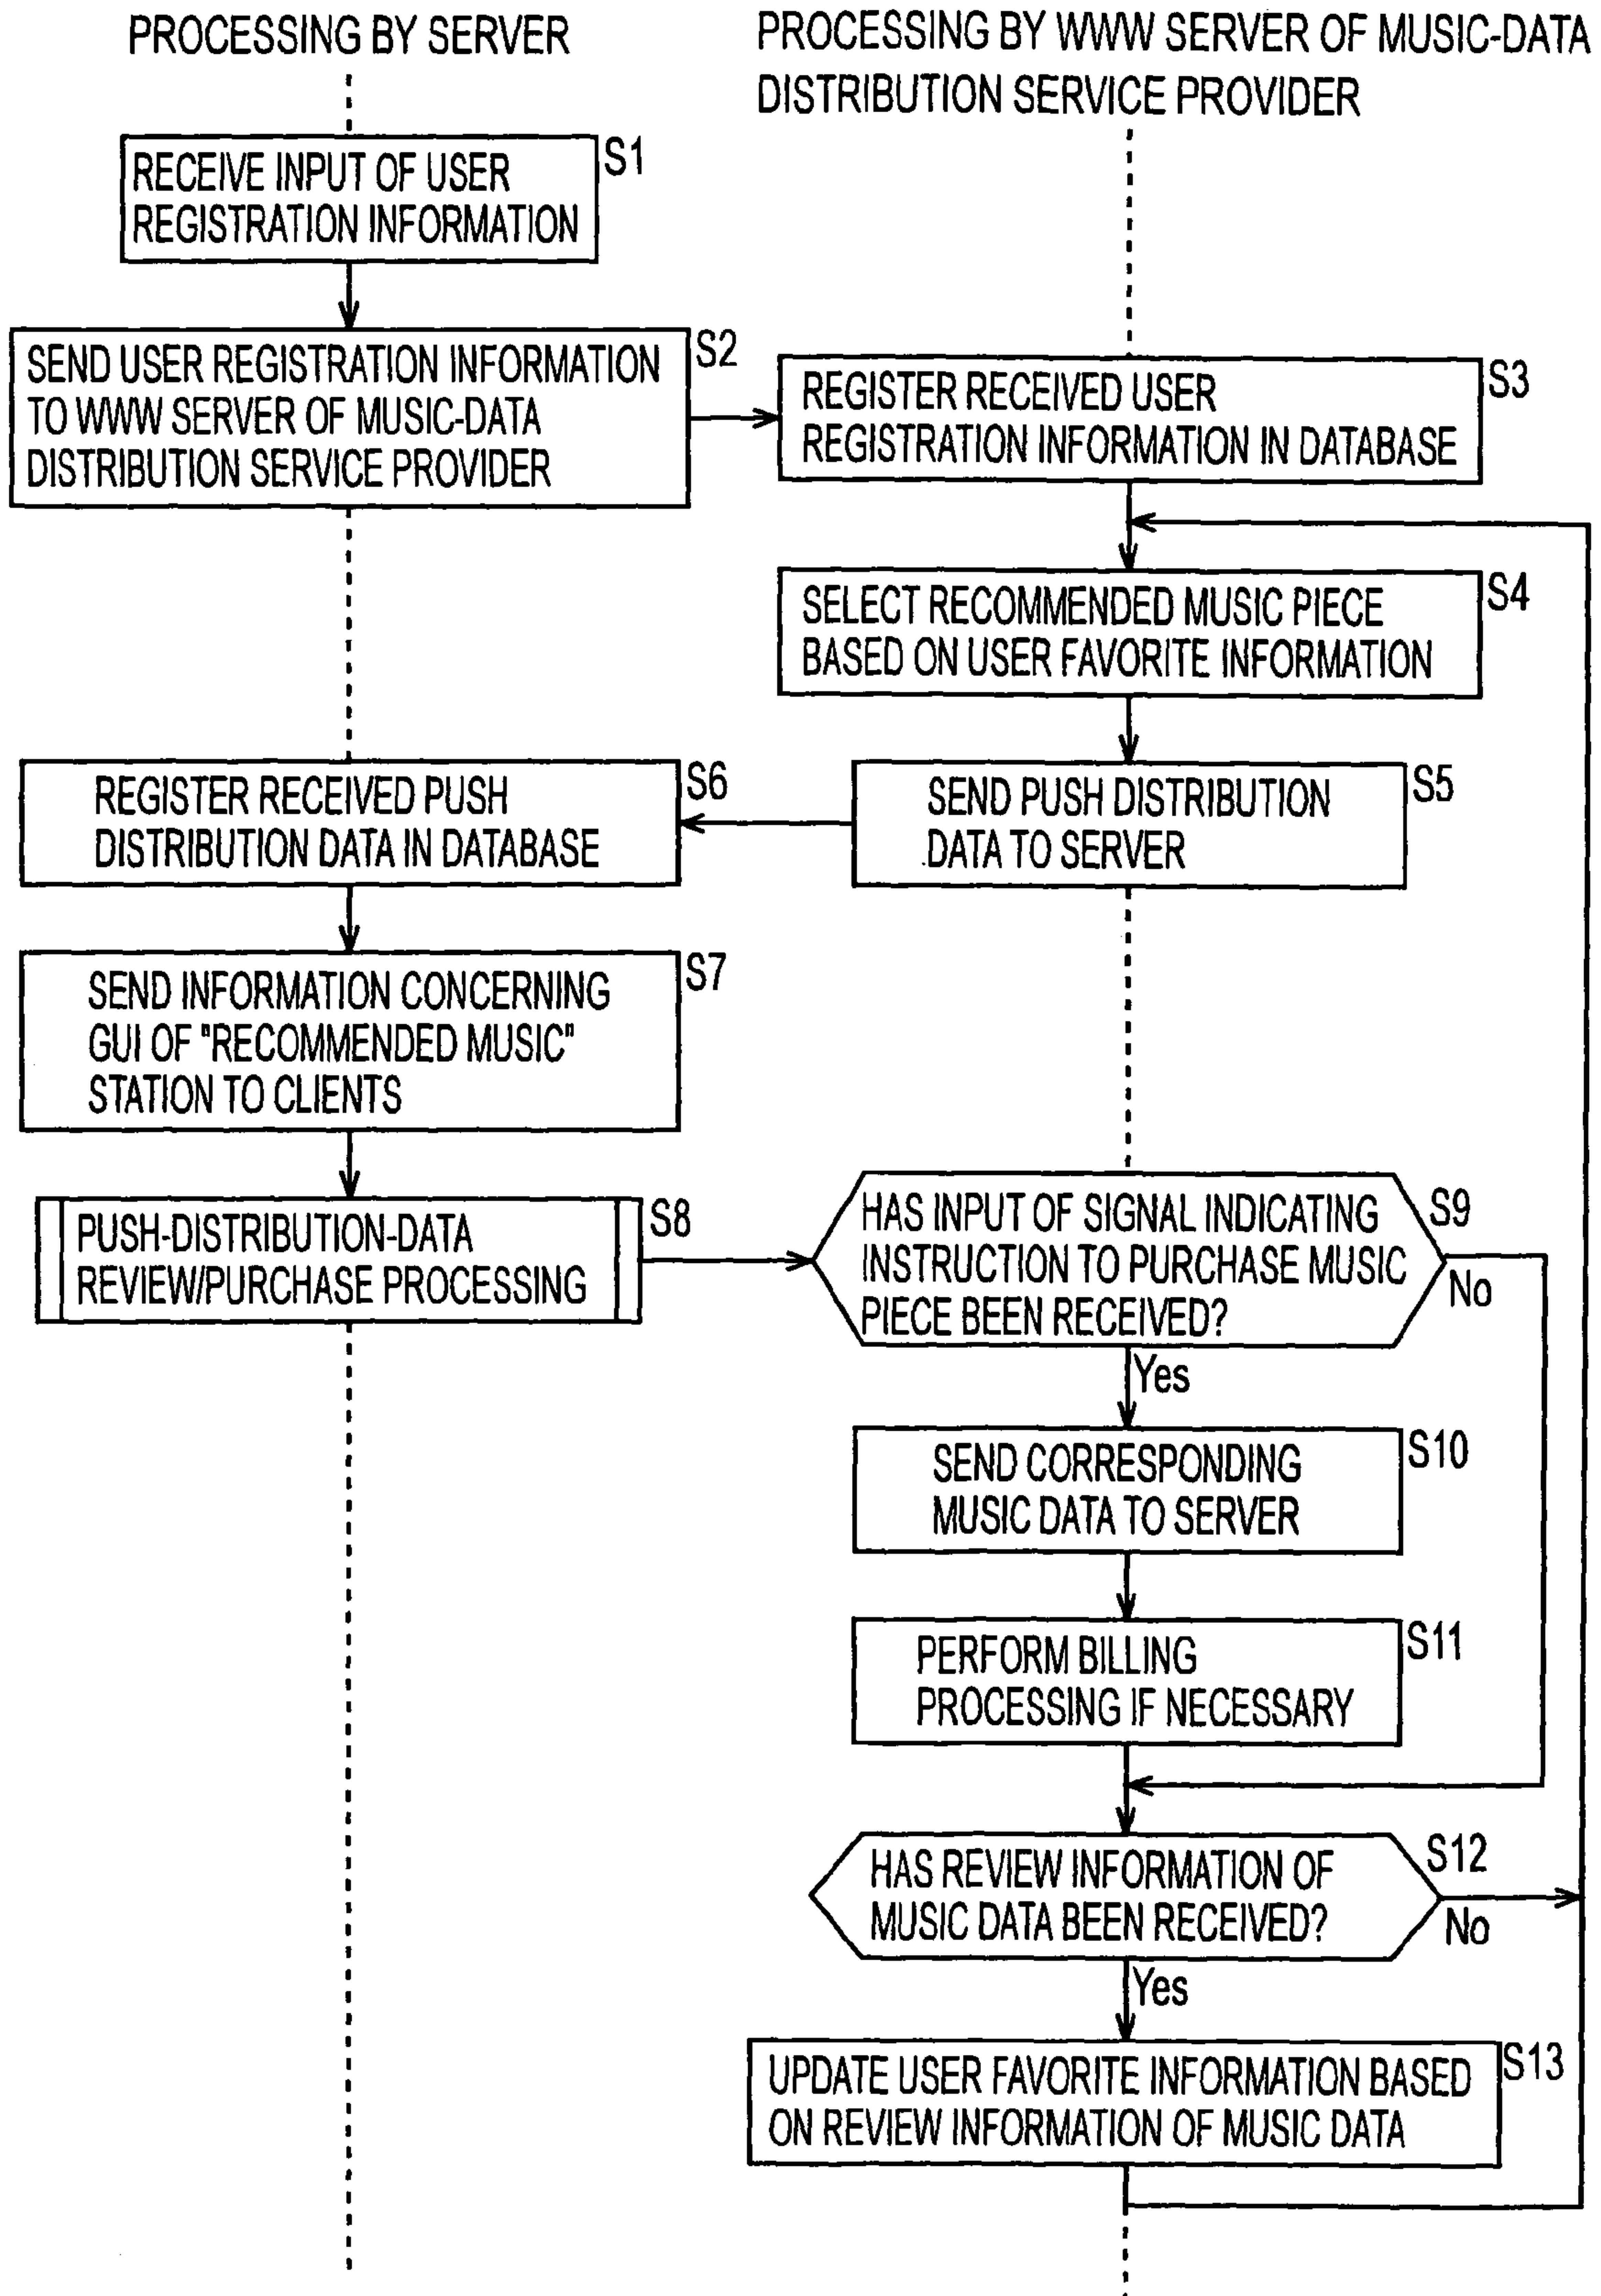 PROCESSING BY SERVER
PROCESSING BY WWW SERVER OF MUSIC-DATA
DISTRIBUTION SERVICE PROVIDER
RECEIVE INPUT OF USER
REGISTRATION INFORMATION
S1
SEND USER REGISTRATION INFORMATION
TO WWW SERVER OF MUSIC-DATA
DISTRIBUTION SERVICE PROVIDER
S2
REGISTER RECEIVED USER
REGISTRATION INFORMATION IN DATABASE
S3
SELECT RECOMMENDED MUSIC PIECE
BASED ON USER FAVORITE INFORMATION
S4
SEND PUSH DISTRIBUTION
DATA TO SERVER
S5
REGISTER RECEIVED PUSH
DISTRIBUTION DATA IN DATABASE
S6
SEND INFORMATION CONCERNING
GUI OF "RECOMMENDED MUSIC"
STATION TO CLIENTS
S7
PUSH-DISTRIBUTION-DATA
REVIEW/PURCHASE PROCESSING
S8
HAS INPUT OF SIGNAL INDICATING
INSTRUCTION TO PURCHASE MUSIC
PIECE BEEN RECEIVED?
S9
No
Yes
SEND CORRESPONDING
MUSIC DATA TO SERVER
S10
PERFORM BILLING
PROCESSING IF NECESSARY
S11
HAS REVIEW INFORMATION OF
MUSIC DATA BEEN RECEIVED?
S12
No
Yes
UPDATE USER FAVORITE INFORMATION BASED
ON REVIEW INFORMATION OF MUSIC DATA
S13